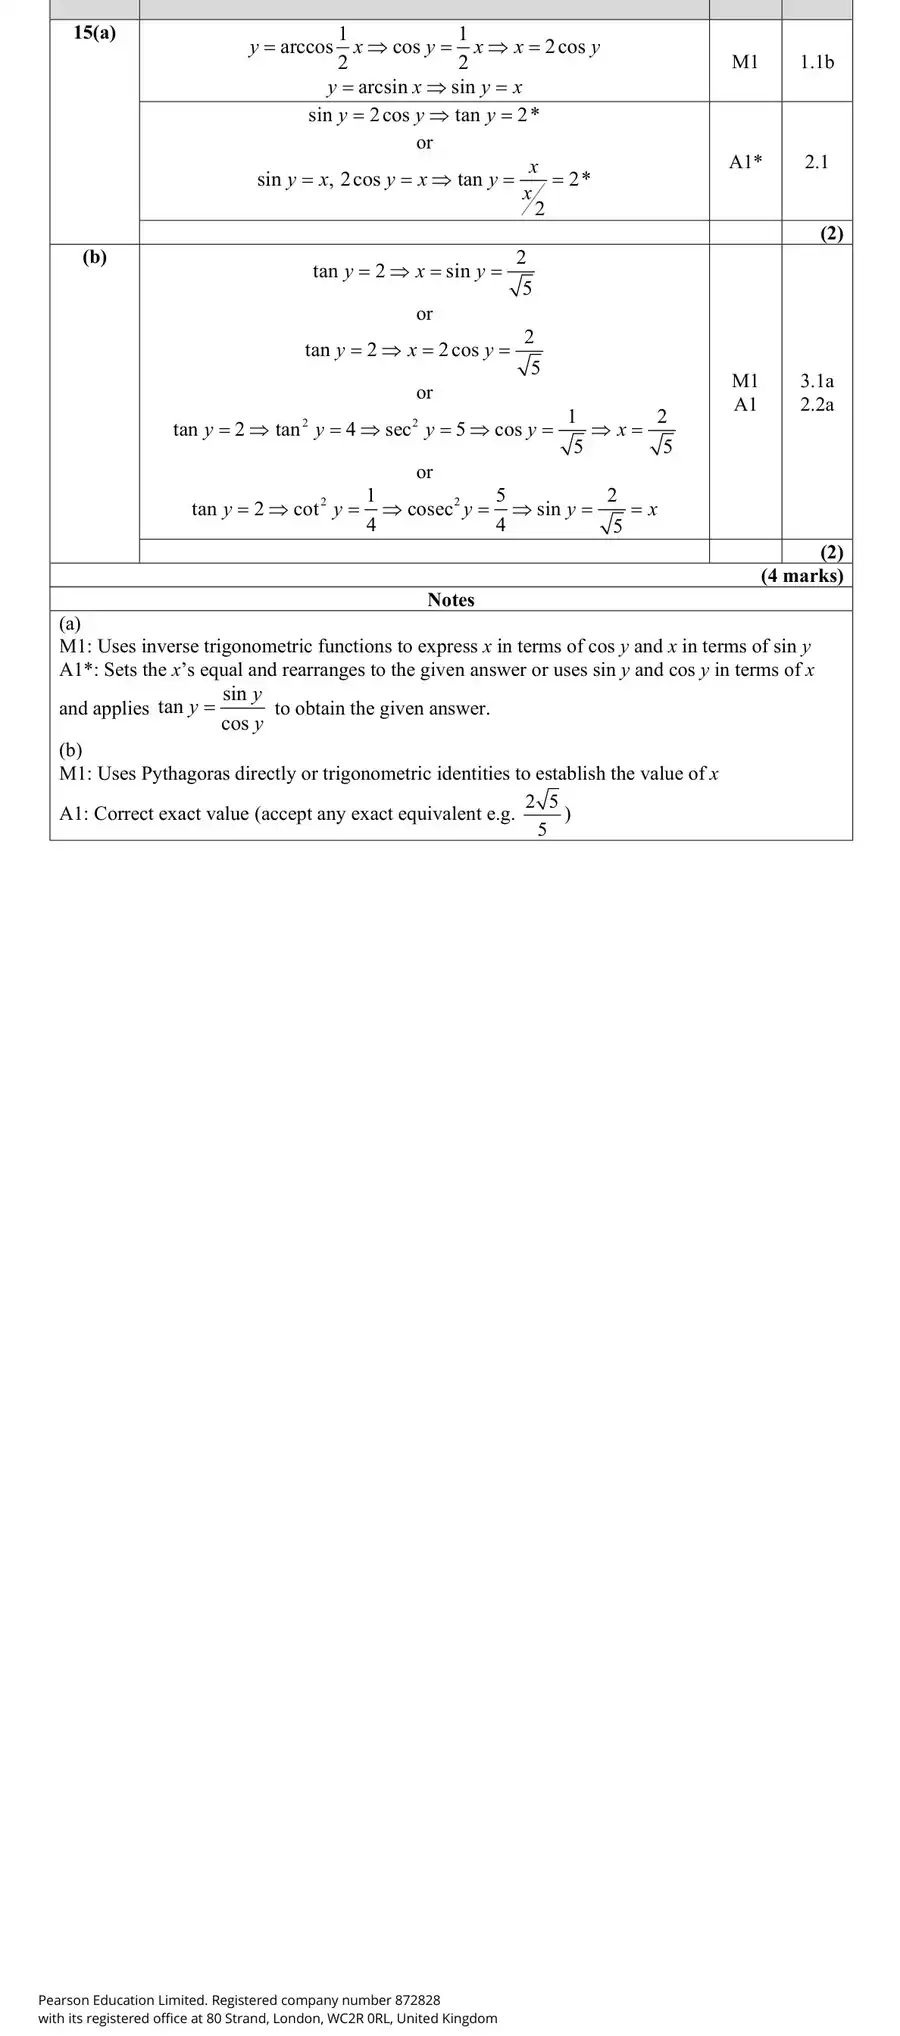 15(a)
y = arccos 1/2 x ⇒ cos y = 1/2 x ⇒ x = 2 cos y
y = arcsin x ⇒ sin y = x
M1 1.1b
sin y = 2 cos y ⇒ tan y = 2 *
or
sin y = x, 2 cos y = x ⇒ tan y = x/(x/2) = 2 *
A1* 2.1
(2)
(b)
tan y = 2 ⇒ x = sin y = 2/√5
or
tan y = 2 ⇒ x = 2 cos y = 2/√5
or
tan y = 2 ⇒ tan² y = 4 ⇒ sec² y = 5 ⇒ cos y = 1/√5 ⇒ x = 2/√5
or
tan y = 2 ⇒ cot² y = 1/4 ⇒ cosec² y = 5/4 ⇒ sin y = 2/√5 = x
M1 3.1a
A1 2.2a
(2)
(4 marks)
Notes
(a)
M1: Uses inverse trigonometric functions to express x in terms of cos y and x in terms of sin y
A1*: Sets the x’s equal and rearranges to the given answer or uses sin y and cos y in terms of x
and applies tan y = sin y/cos y to obtain the given answer.
(b)
M1: Uses Pythagoras directly or trigonometric identities to establish the value of x
A1: Correct exact value (accept any exact equivalent e.g. 2√5/5)
Pearson Education Limited. Registered company number 872828
with its registered office at 80 Strand, London, WC2R 0RL, United Kingdom